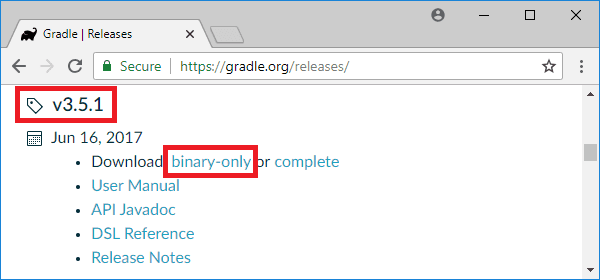 Gradle | Releases
Secure https://gradle.org/releases/
v3.5.1
Jun 16, 2017
Download binary-only or complete
User Manual
API Javadoc
DSL Reference
Release Notes